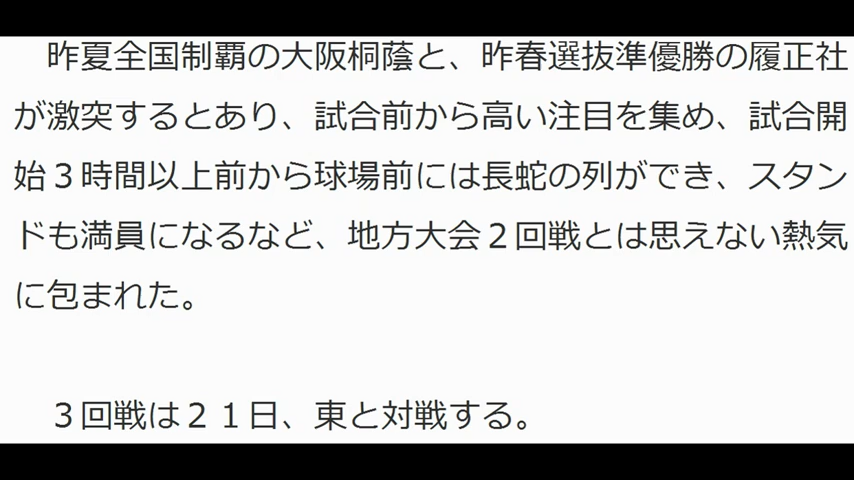 昨夏全国制覇の大阪桐蔭と、昨春選抜準優勝の履正社
が激突するとあり、試合前から高い注目を集め、試合開
始３時間以上前から球場前には長蛇の列ができ、スタン
ドも満員になるなど、地方大会２回戦とは思えない熱気
に包まれた。
　３回戦は２１日、東と対戦する。